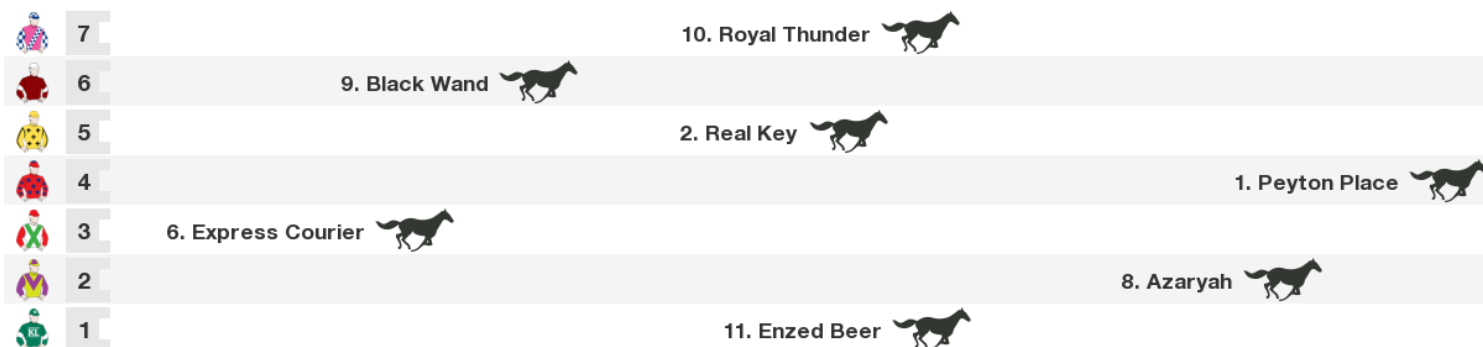 7 10. Royal Thunder
6 9. Black Wand
5 2. Real Key
4 1. Peyton Place
3 6. Express Courier
2 8. Azaryah
KL 1 11. Enzed Beer